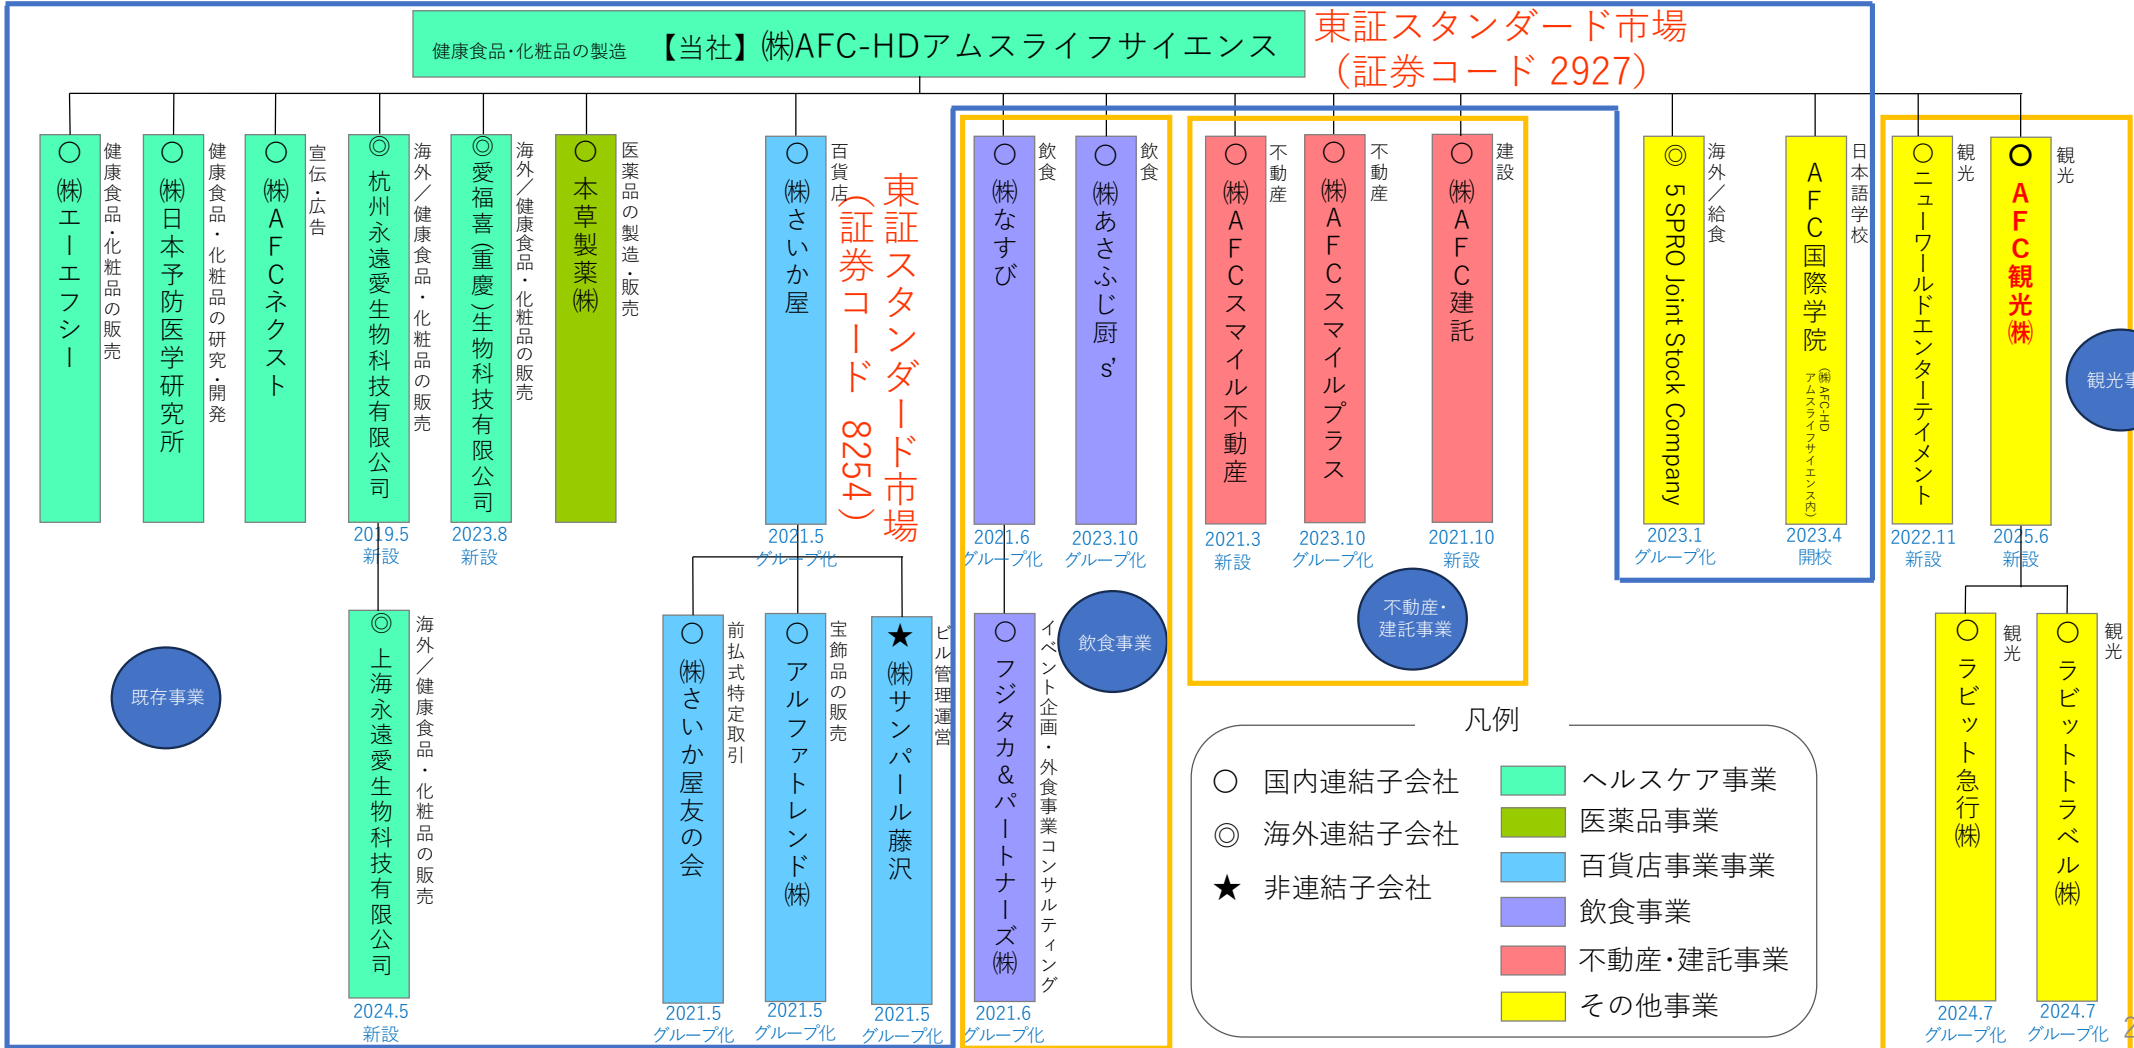 健康食品･化粧品の製造 【当社】㈱AFC-HDアムスライフサイエンス
東証スタンダード市場
（証券コード 2927）
○ ㈱エーエフシー
健康食品･化粧品の販売
○ ㈱日本予防医学研究所
健康食品・化粧品の研究・開発
○ ㈱AFCネクスト
宣伝・広告
◎ 杭州永遠愛生物科技有限公司
海外／健康食品・化粧品の販売
2019.5
新設
◎ 愛福喜(重慶)生物科技有限公司
海外／健康食品・化粧品の販売
2023.8
新設
○ 本草製薬㈱
医薬品の製造・販売
○ ㈱さいか屋
百貨店
2021.5
グループ化
東証スタンダード市場
（証券コード 8254）
○ ㈱なすび
飲食
2021.6
グループ化
○ ㈱あさふじ厨s’
飲食
2023.10
グループ化
○ ㈱AFCスマイル不動産
不動産
2021.3
新設
○ ㈱AFCスマイルプラス
不動産
2023.10
グループ化
○ ㈱AFC建託
建設
2021.10
新設
◎ 5SPRO Joint Stock Company
海外／給食
2023.1
グループ化
AFC国際学院
（㈱AFC-HD
アムスライフサイエンス内）
日本語学校
2023.4
開校
○ ニューワールドエンターテイメント
観光
2022.11
新設
○ AFC観光㈱
観光
2025.6
新設
観光事
◎ 上海永遠愛生物科技有限公司
海外／健康食品・化粧品の販売
2024.5
新設
既存事業
○ ㈱さいか屋友の会
前払式特定取引
2021.5
グループ化
○ アルファトレンド㈱
宝飾品の販売
2021.5
グループ化
★ ㈱サンパール藤沢
ビル管理運営
2021.5
グループ化
○ フジタカ&パートナーズ㈱
イベント企画・外食事業コンサルティング
2021.6
グループ化
飲食事業
不動産・
建託事業
○ ラビット急行㈱
観光
2024.7
グループ化
○ ラビットトラベル㈱
観光
2024.7
グループ化
凡例
○ 国内連結子会社
◎ 海外連結子会社
★ 非連結子会社
ヘルスケア事業
医薬品事業
百貨店事業事業
飲食事業
不動産･建託事業
その他事業
2